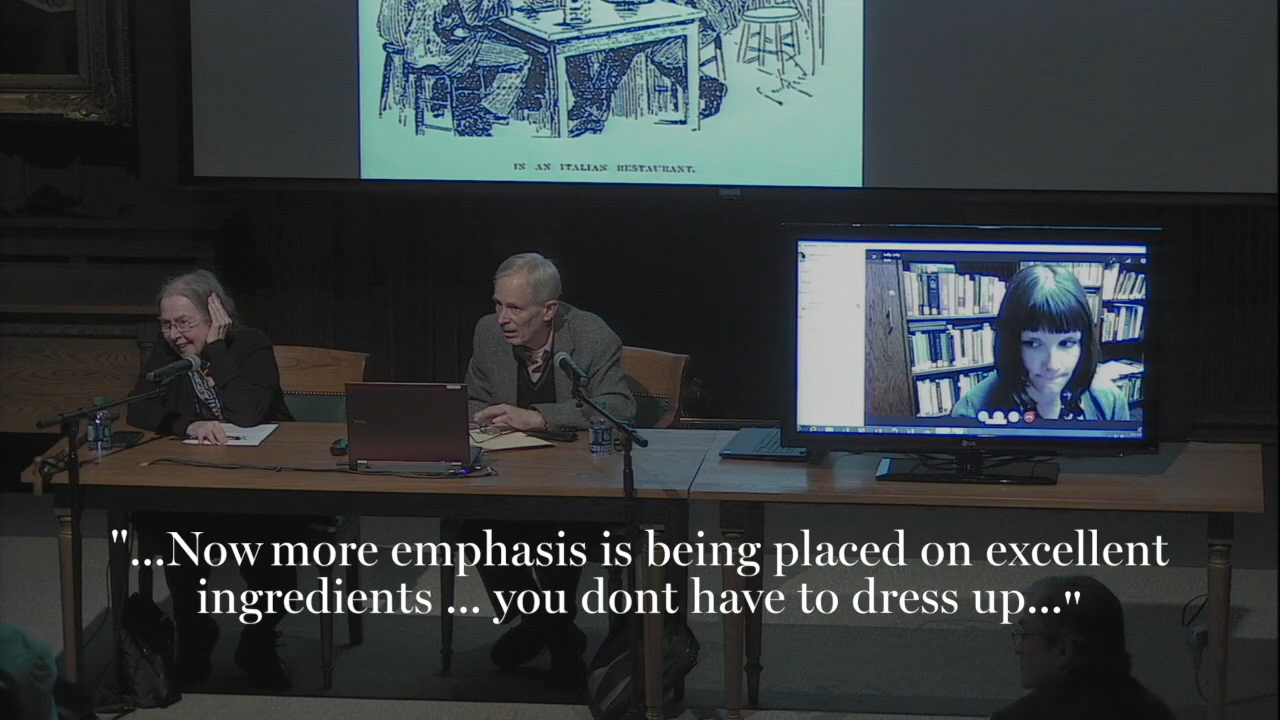 IN AN ITALIAN RESTAURANT.
LG
"...Now more emphasis is being placed on excellent
ingredients ... you dont have to dress up..."